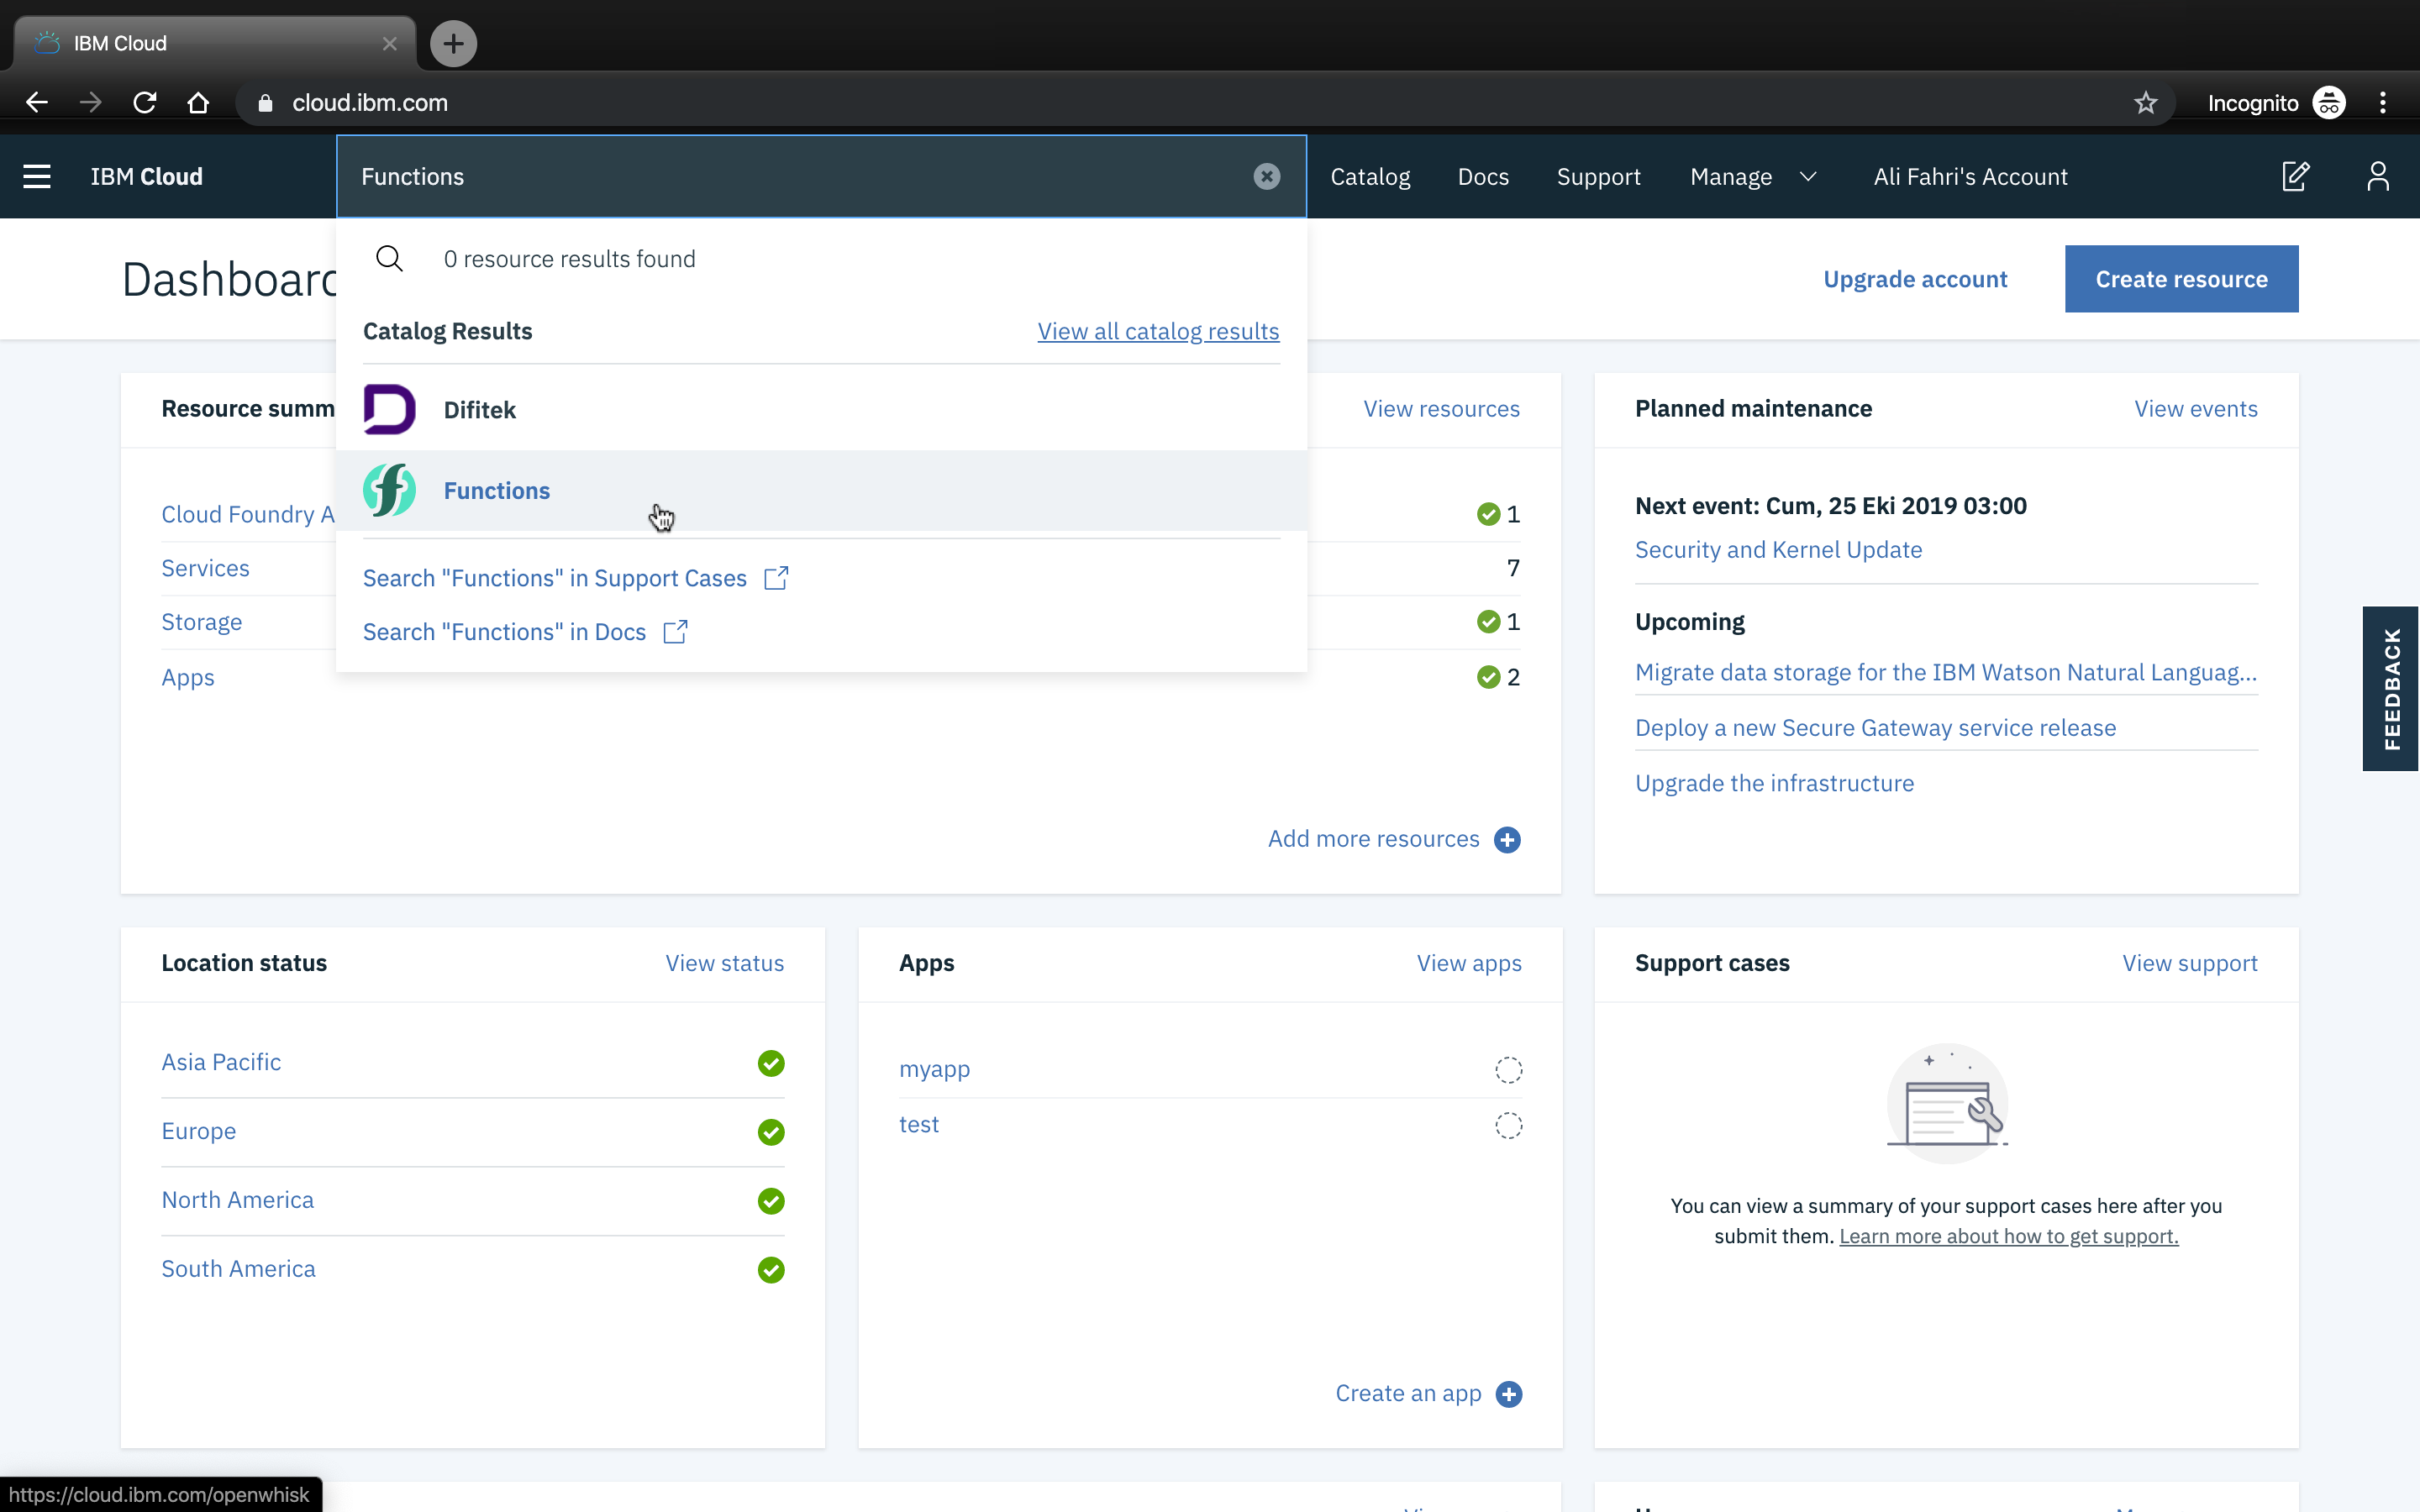 IBM Cloud
cloud.ibm.com
Incognito
IBM Cloud
Functions
Catalog
Docs
Support
Manage
Ali Fahri's Account
Dashboard
Upgrade account
Create resource
0 resource results found
Catalog Results
View all catalog results
Difitek
Functions
Search "Functions" in Support Cases
Search "Functions" in Docs
Resource summ
View resources
Cloud Foundry A
1
Services
7
Storage
1
Apps
2
Add more resources
Planned maintenance
View events
Next event: Cum, 25 Eki 2019 03:00
Security and Kernel Update
Upcoming
Migrate data storage for the IBM Watson Natural Languag...
Deploy a new Secure Gateway service release
Upgrade the infrastructure
FEEDBACK
Location status
View status
Asia Pacific
Europe
North America
South America
Apps
View apps
myapp
test
Create an app
Support cases
View support
You can view a summary of your support cases here after you
submit them. Learn more about how to get support.
https://cloud.ibm.com/openwhisk